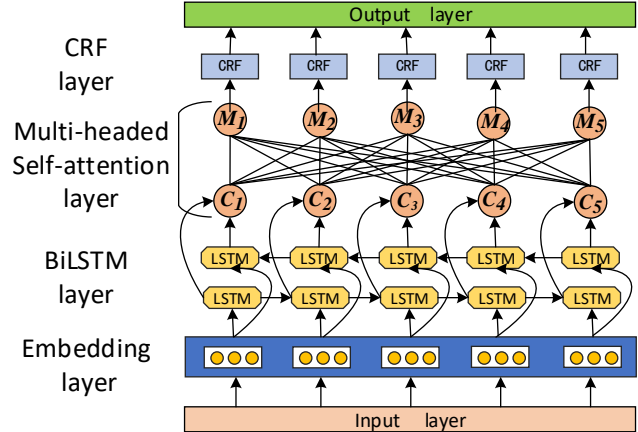 Output layer
CRF layer
CRF CRF CRF CRF CRF
Multi-headed Self-attention layer
M1 M2 M3 M4 M5
C1 C2 C3 C4 C5
BiLSTM layer
LSTM LSTM LSTM LSTM LSTM
LSTM LSTM LSTM LSTM LSTM
Embedding layer
Input layer